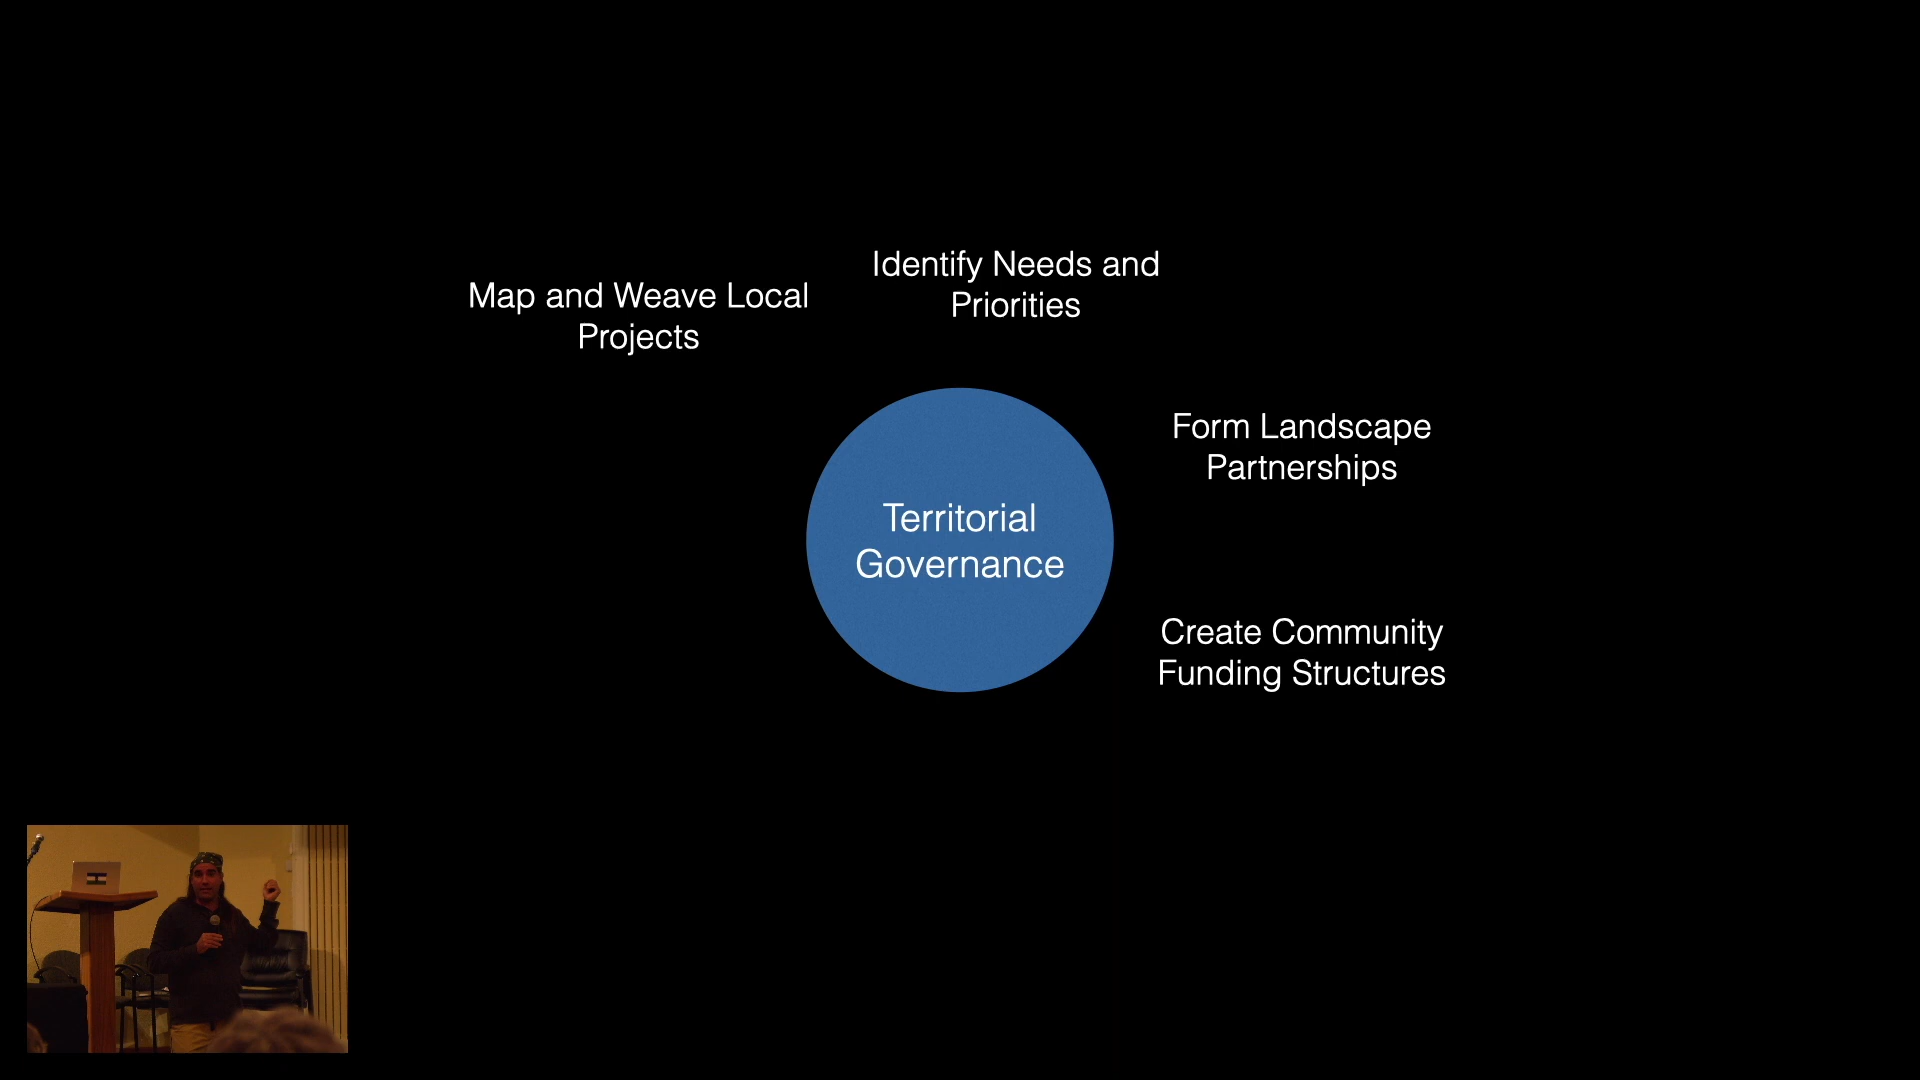 Map and Weave Local
Projects
Identify Needs and
Priorities
Form Landscape
Partnerships
Territorial
Governance
Create Community
Funding Structures